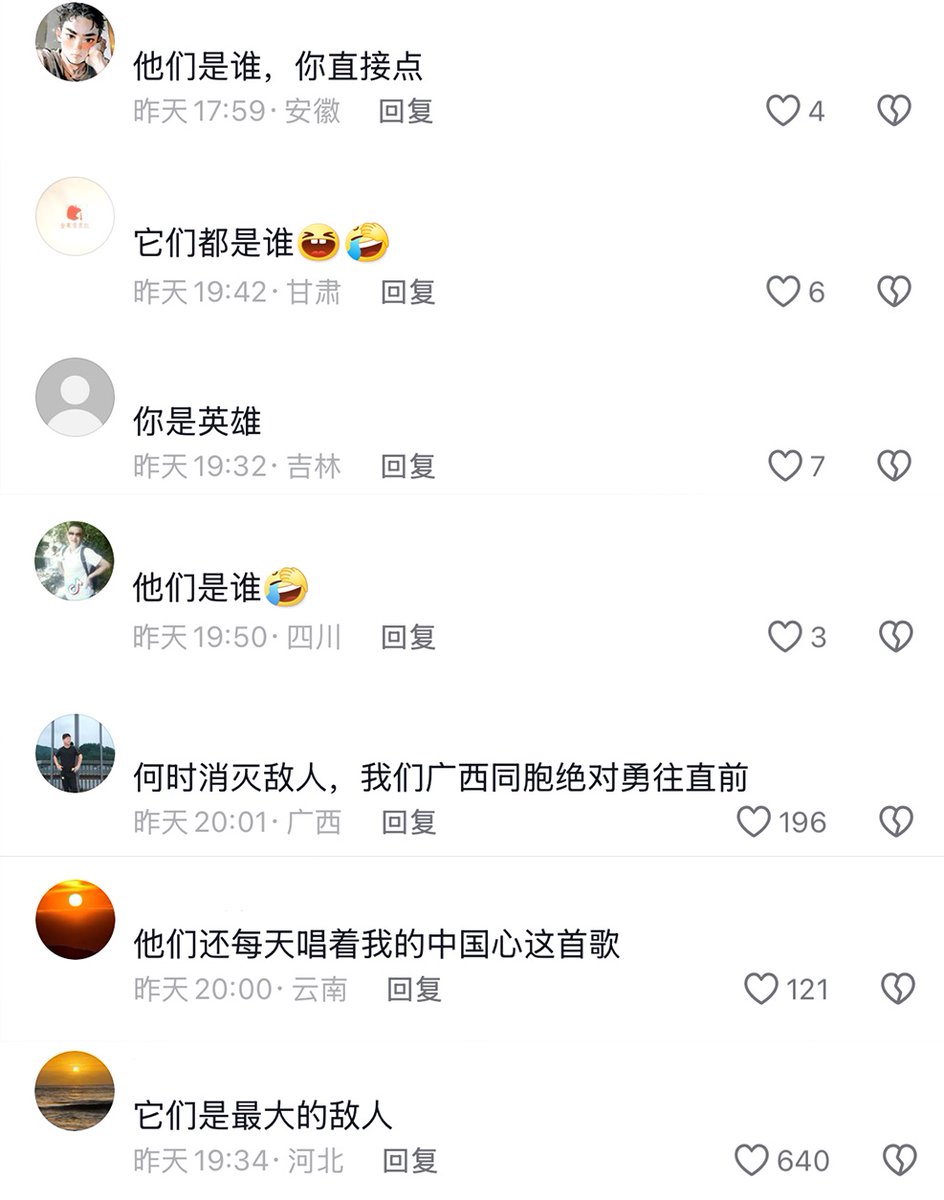 他们是谁，你直接点
昨天 17:59 · 安徽 回复 4
它们都是谁😆🤣
昨天 19:42 · 甘肃 回复 6
你是英雄
昨天 19:32 · 吉林 回复 7
他们是谁🤣
昨天 19:50 · 四川 回复 3
何时消灭敌人，我们广西同胞绝对勇往直前
昨天 20:01 · 广西 回复 196
他们还每天唱着我的中国心这首歌
昨天 20:00 · 云南 回复 121
它们是最大的敌人
昨天 19:34 · 河北 回复 640